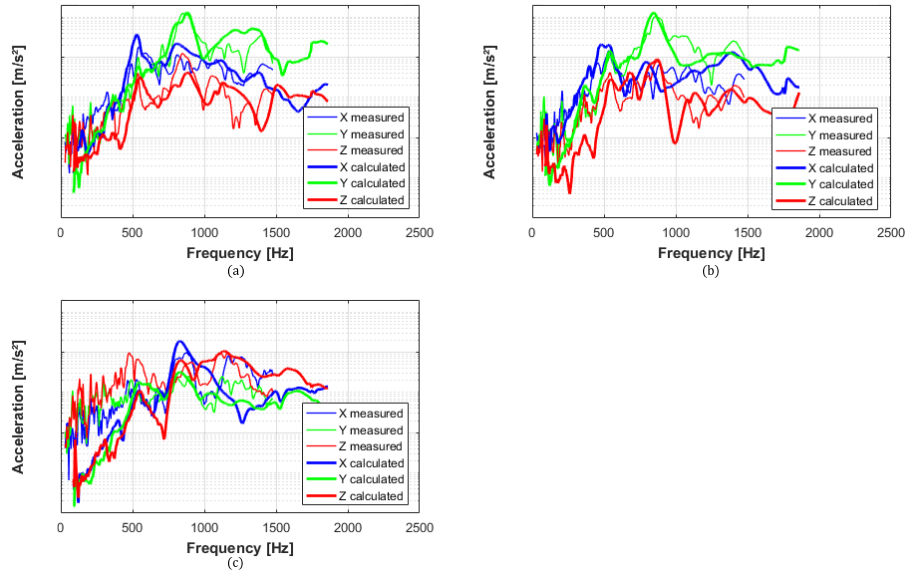 Acceleration [m/s²]
X measured
Y measured
Z measured
X calculated
Y calculated
Z calculated
0 500 1000 1500 2000 2500
Frequency [Hz]
(a)
Acceleration [m/s²]
X measured
Y measured
Z measured
X calculated
Y calculated
Z calculated
0 500 1000 1500 2000 2500
Frequency [Hz]
(b)
Acceleration [m/s²]
X measured
Y measured
Z measured
X calculated
Y calculated
Z calculated
0 500 1000 1500 2000 2500
Frequency [Hz]
(c)